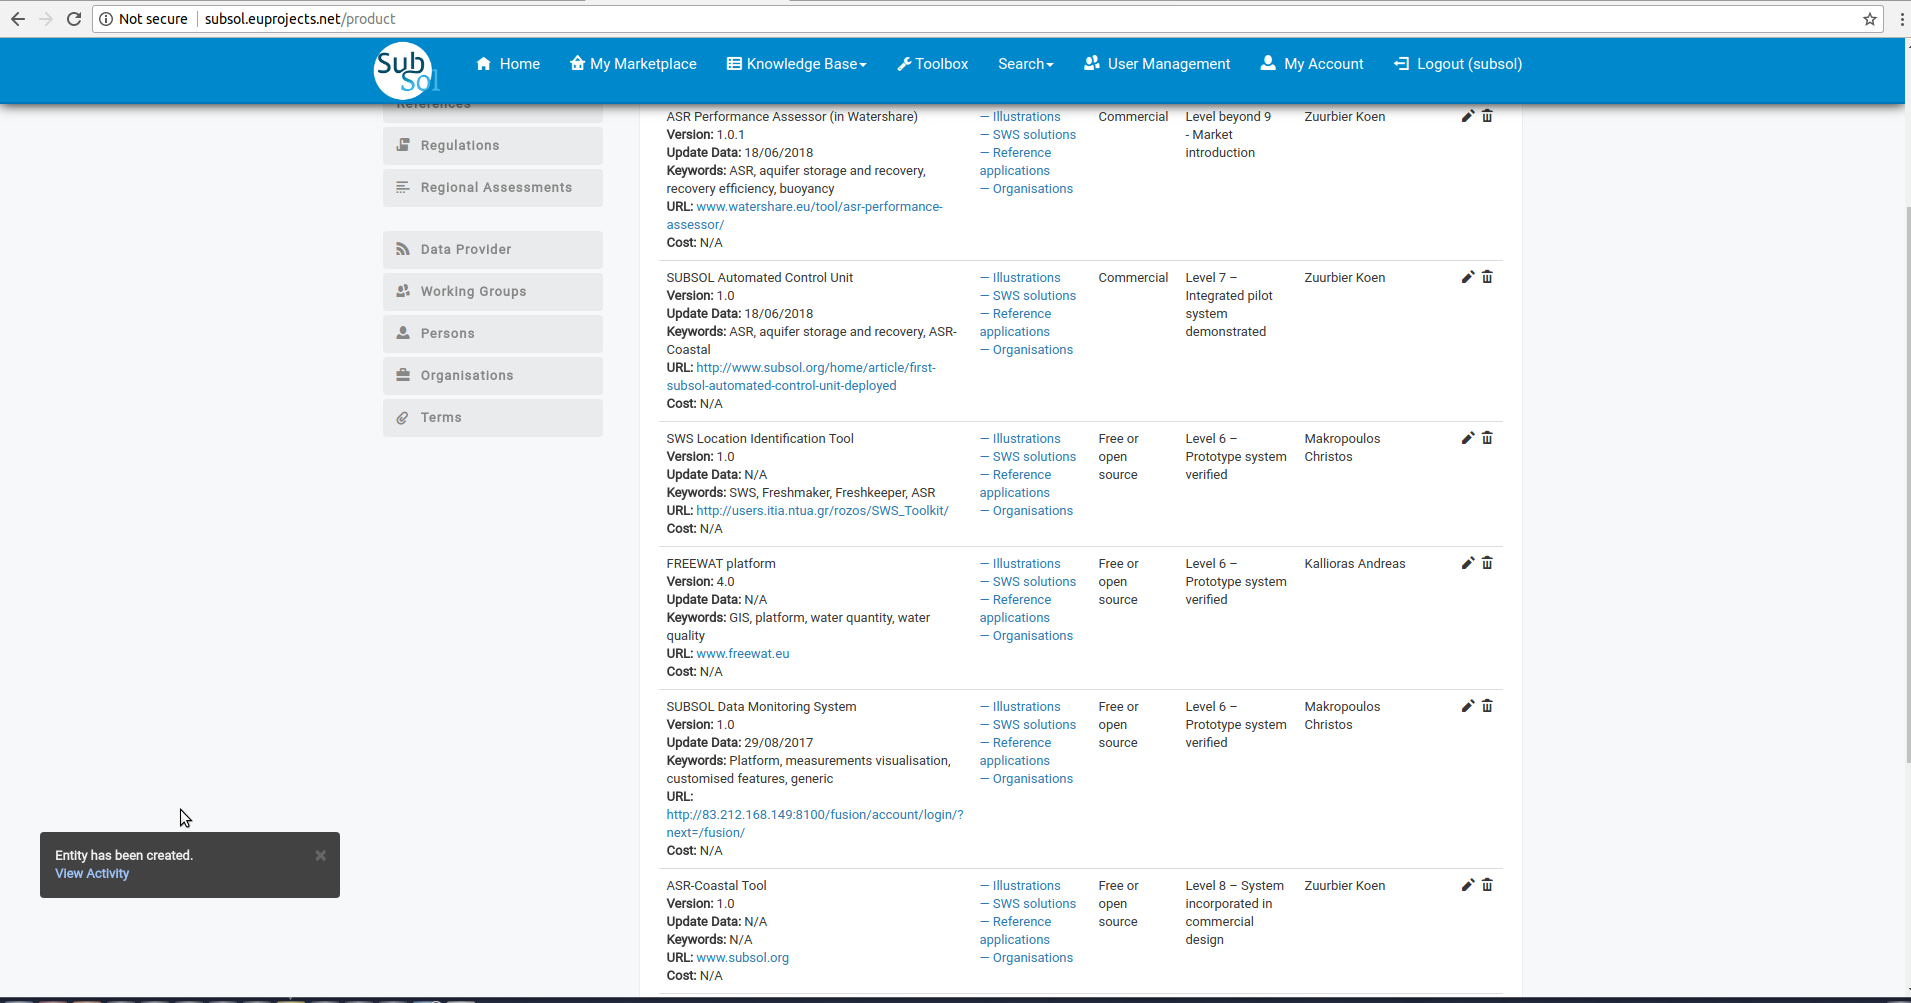 Not secure subsol.euprojects.net/product
Sub Sol
Home My Marketplace Knowledge Base Toolbox Search User Management My Account Logout (subsol)
References
Regulations
Regional Assessments
Data Provider
Working Groups
Persons
Organisations
Terms
ASR Performance Assessor (in Watershare)
Version: 1.0.1
Update Data: 18/06/2018
Keywords: ASR, aquifer storage and recovery,
recovery efficiency, buoyancy
URL: www.watershare.eu/tool/asr-performance-
assessor/
Cost: N/A
– Illustrations
– SWS solutions
– Reference
applications
– Organisations
Commercial
Level beyond 9
- Market
introduction
Zuurbier Koen
SUBSOL Automated Control Unit
Version: 1.0
Update Data: 18/06/2018
Keywords: ASR, aquifer storage and recovery, ASR-
Coastal
URL: http://www.subsol.org/home/article/first-
subsol-automated-control-unit-deployed
Cost: N/A
– Illustrations
– SWS solutions
– Reference
applications
– Organisations
Commercial
Level 7 –
Integrated pilot
system
demonstrated
Zuurbier Koen
SWS Location Identification Tool
Version: 1.0
Update Data: N/A
Keywords: SWS, Freshmaker, Freshkeeper, ASR
URL: http://users.itia.ntua.gr/rozos/SWS_Toolkit/
Cost: N/A
– Illustrations
– SWS solutions
– Reference
applications
– Organisations
Free or
open
source
Level 6 –
Prototype system
verified
Makropoulos
Christos
FREEWAT platform
Version: 4.0
Update Data: N/A
Keywords: GIS, platform, water quantity, water
quality
URL: www.freewat.eu
Cost: N/A
– Illustrations
– SWS solutions
– Reference
applications
– Organisations
Free or
open
source
Level 6 –
Prototype system
verified
Kallioras Andreas
SUBSOL Data Monitoring System
Version: 1.0
Update Data: 29/08/2017
Keywords: Platform, measurements visualisation,
customised features, generic
URL:
http://83.212.168.149:8100/fusion/account/login/?
next=/fusion/
Cost: N/A
– Illustrations
– SWS solutions
– Reference
applications
– Organisations
Free or
open
source
Level 6 –
Prototype system
verified
Makropoulos
Christos
ASR-Coastal Tool
Version: 1.0
Update Data: N/A
Keywords: N/A
URL: www.subsol.org
Cost: N/A
– Illustrations
– SWS solutions
– Reference
applications
– Organisations
Free or
open
source
Level 8 – System
incorporated in
commercial
design
Zuurbier Koen
Entity has been created.
View Activity